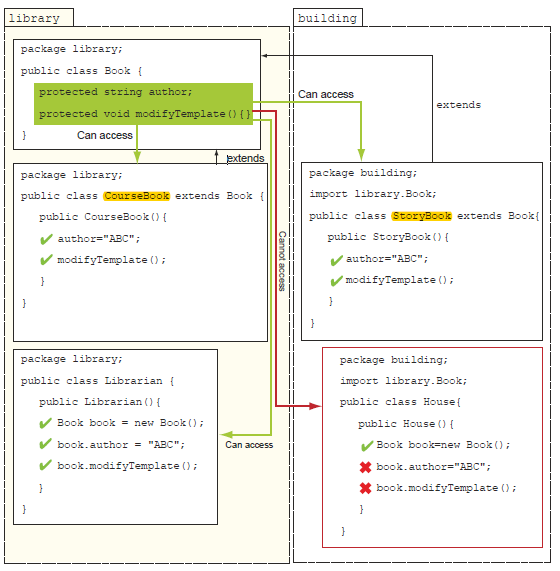 library
package library;
public class Book {
protected string author;
protected void modifyTemplate(){}
}
Can access
extends
package library;
public class CourseBook extends Book {
public CourseBook(){
author="ABC";
modifyTemplate();
}
}
package library;
public class Librarian {
public Librarian(){
Book book = new Book();
book.author = "ABC";
book.modifyTemplate();
}
}
Can access
Cannot access
building
Can access
extends
package building;
import library.Book;
public class StoryBook extends Book{
public StoryBook(){
author="ABC";
modifyTemplate();
}
}
package building;
import library.Book;
public class House{
public House(){
Book book=new Book();
book.author="ABC";
book.modifyTemplate();
}
}